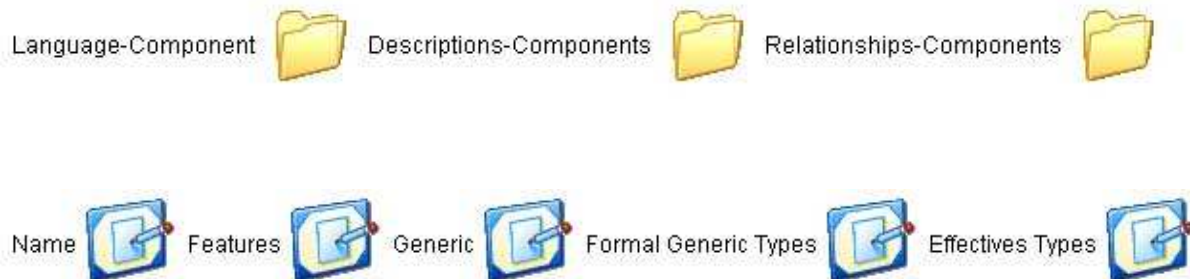 Language-Component Descriptions-Components Relationships-Components
Name Features Generic Formal Generic Types Effectives Types